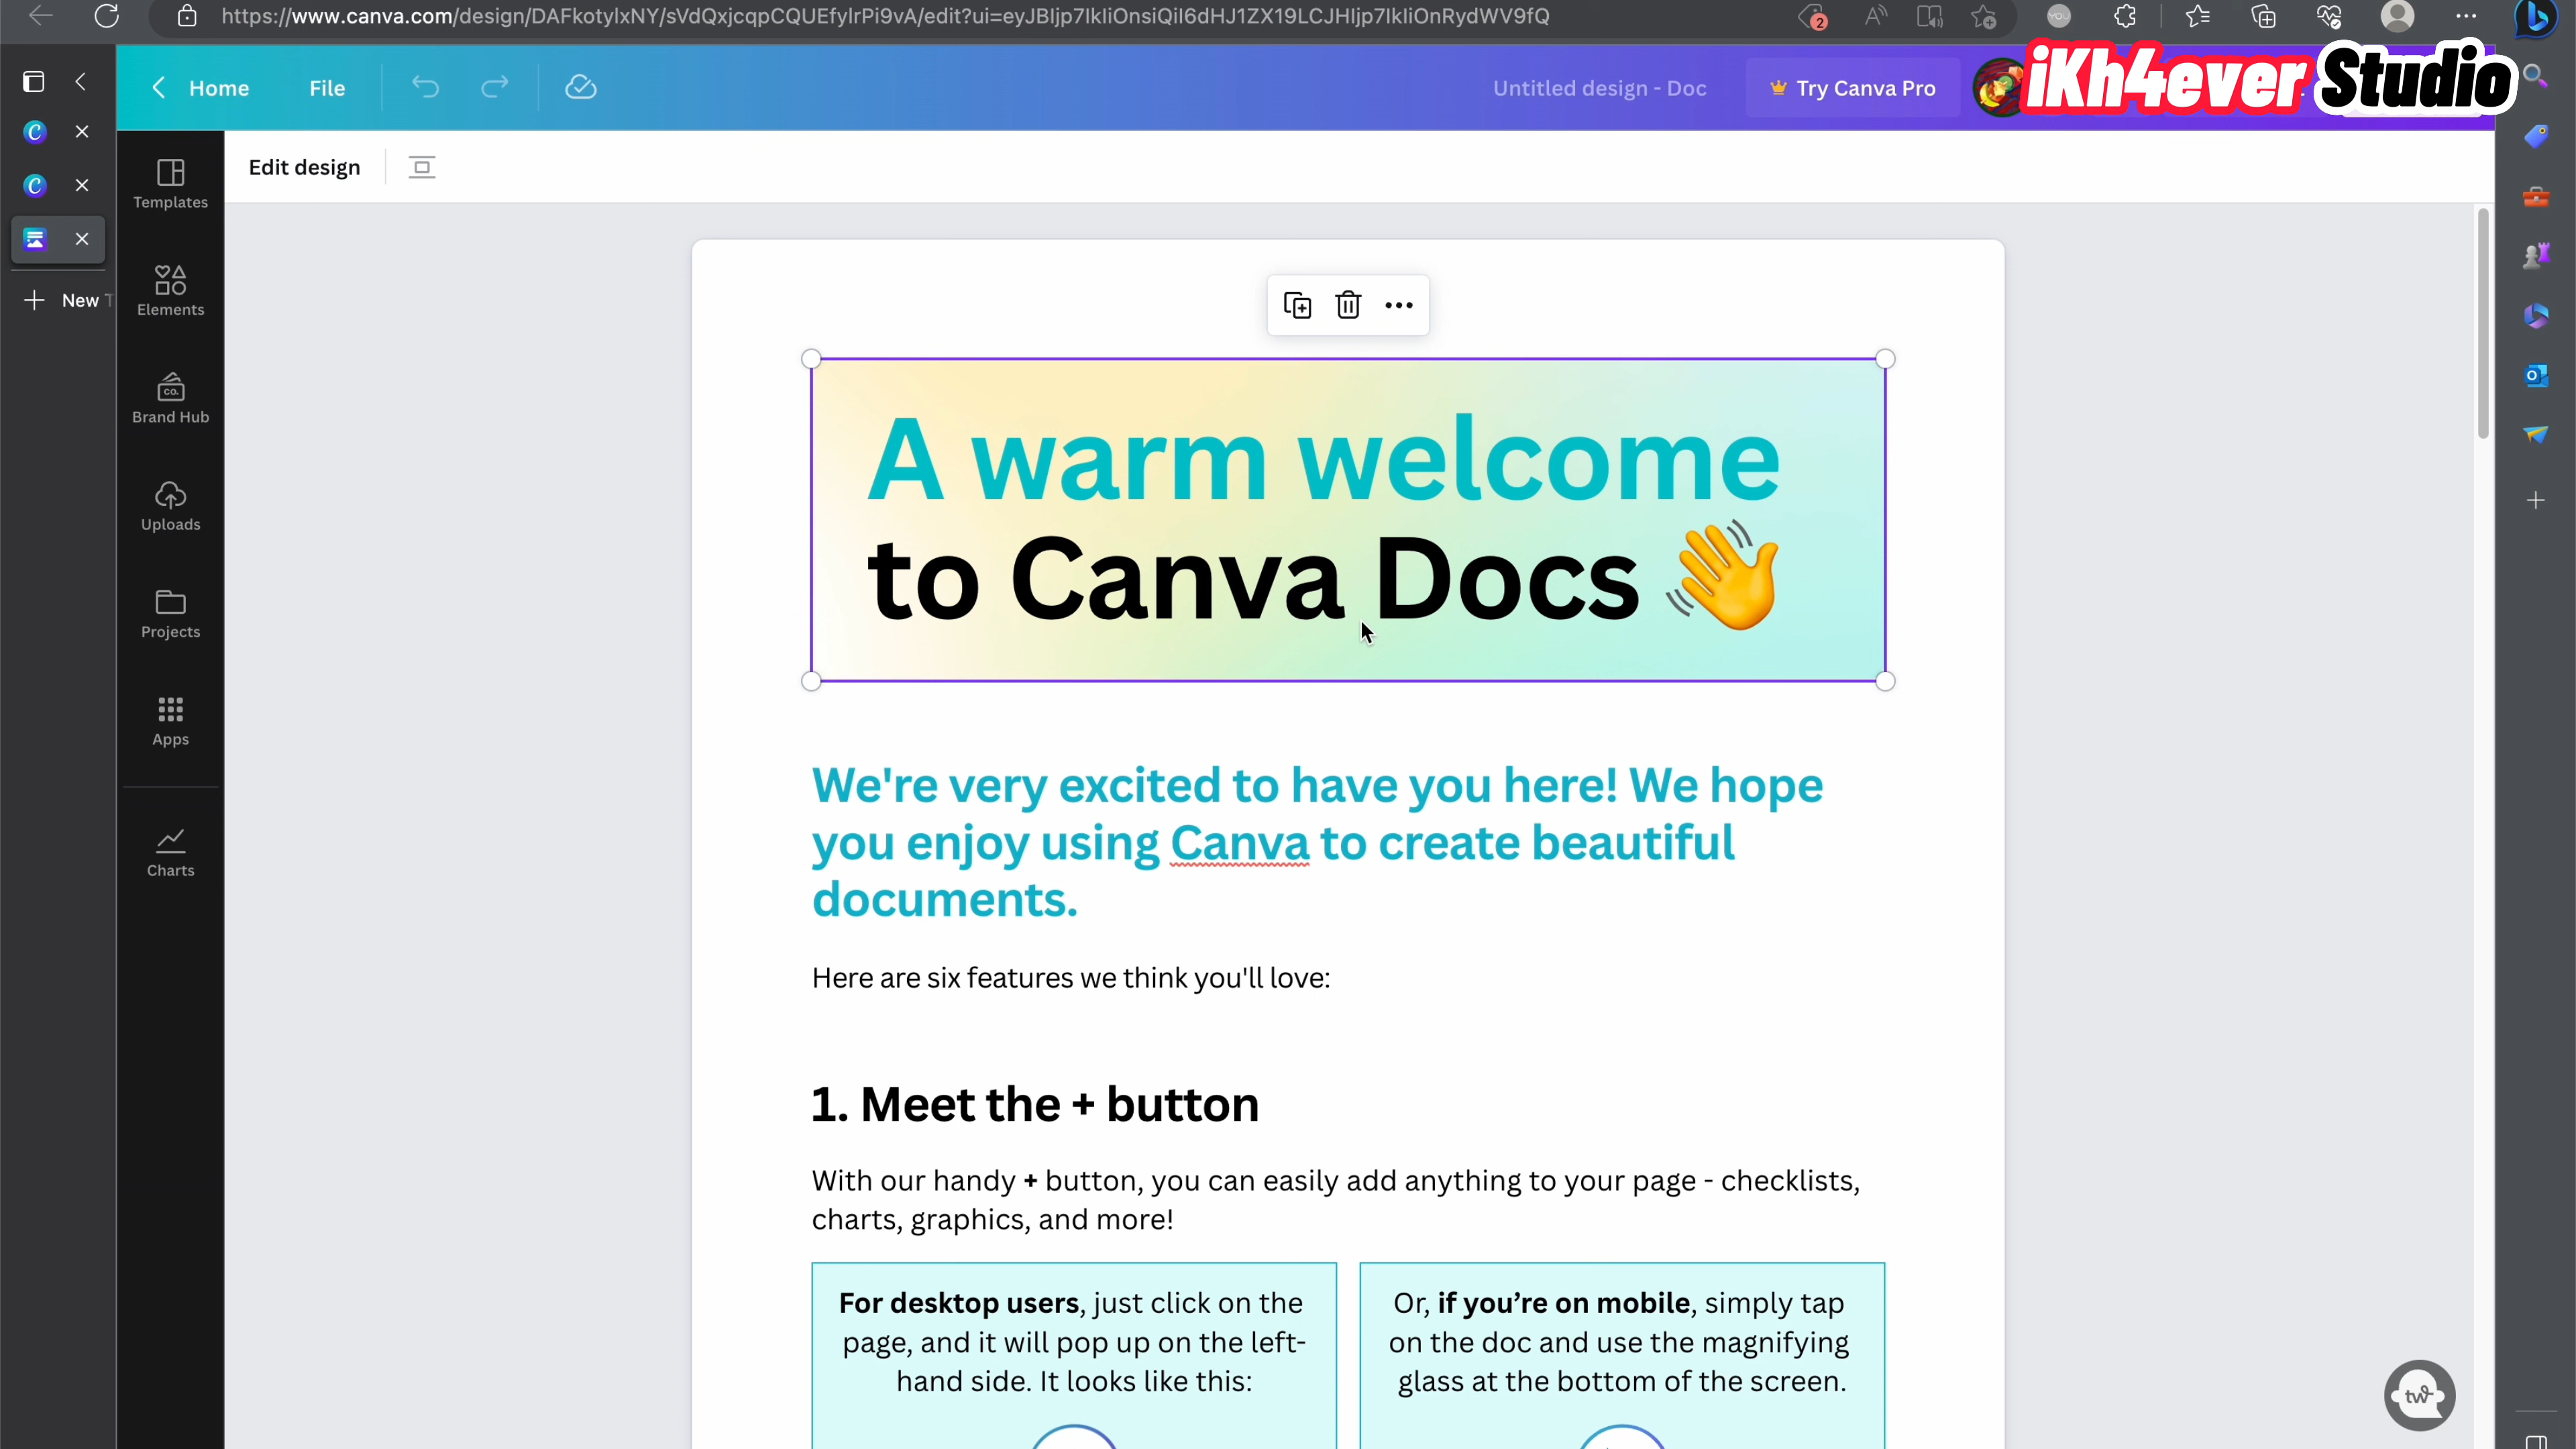 https://www.canva.com/design/DAFkotylxNY/sVdQxjcqpCQUEfylrPi9vA/edit?ui=eyJBIjp7IkIiOnsiQiI6dHJ1ZX19LCJHIjp7IkIiOnRydWV9fQ
2
YOU
Home
File
Untitled design - Doc
Try Canva Pro
iKh4ever Studio
Edit design
New T
Templates
Elements
CO.
Brand Hub
Uploads
Projects
Apps
Charts
A warm welcome
to Canva Docs 👋
We're very excited to have you here! We hope
you enjoy using Canva to create beautiful
documents.
Here are six features we think you'll love:
1. Meet the + button
With our handy + button, you can easily add anything to your page - checklists,
charts, graphics, and more!
For desktop users, just click on the
page, and it will pop up on the left-
hand side. It looks like this:
Or, if you’re on mobile, simply tap
on the doc and use the magnifying
glass at the bottom of the screen.
tw